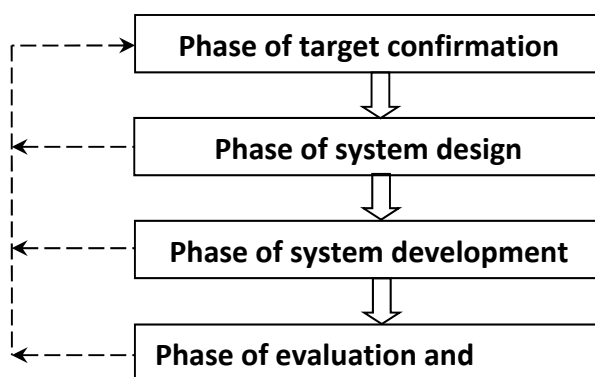 Phase of target confirmation
Phase of system design
Phase of system development
Phase of evaluation and